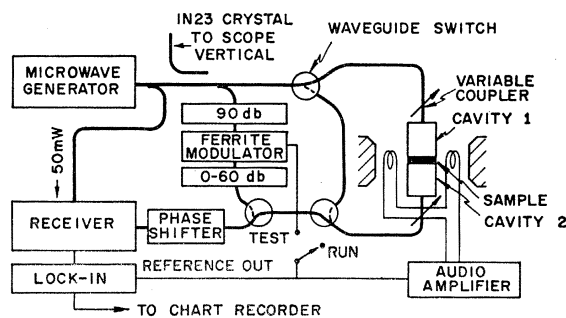 IN23 CRYSTAL
TO SCOPE
VERTICAL
WAVEGUIDE SWITCH
MICROWAVE
GENERATOR
VARIABLE
COUPLER
CAVITY 1
90 db
FERRITE
MODULATOR
0-60 db
50mW
SAMPLE
CAVITY 2
RECEIVER
PHASE
SHIFTER
TEST
RUN
REFERENCE OUT
LOCK-IN
AUDIO
AMPLIFIER
TO CHART RECORDER